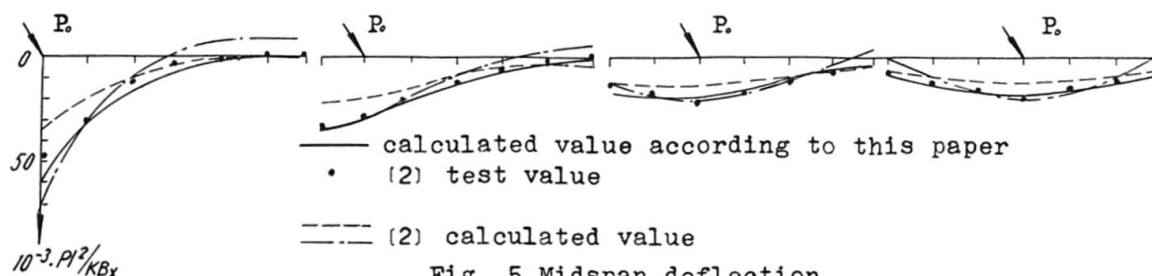 P₀ P₀ P₀ P₀
0
50
10⁻³·Pl²/KBx
calculated value according to this paper
(2) test value
(2) calculated value
Fig. 5 Midspan deflection